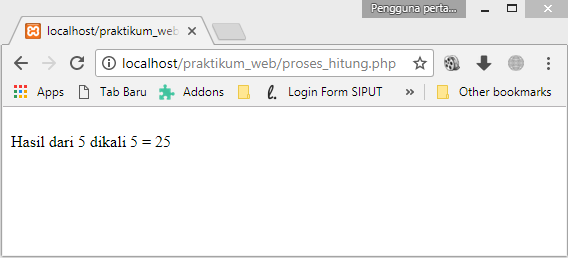 Pengguna perta...
localhost/praktikum_web
localhost/praktikum_web/proses_hitung.php
Apps Tab Baru Addons Login Form SIPUT » Other bookmarks
Hasil dari 5 dikali 5 = 25